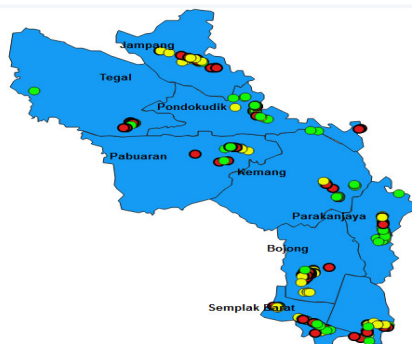 Jampang
Tegal
Pondokudik
Pabuaran
Kemang
Parakanjaya
Bojong
Semplak Barat